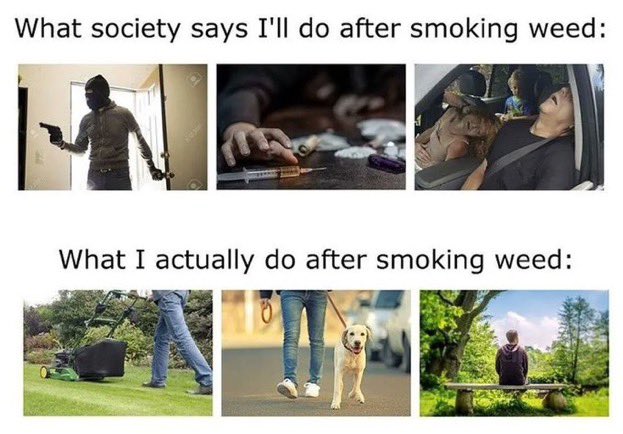 What society says I'll do after smoking weed:
What I actually do after smoking weed: